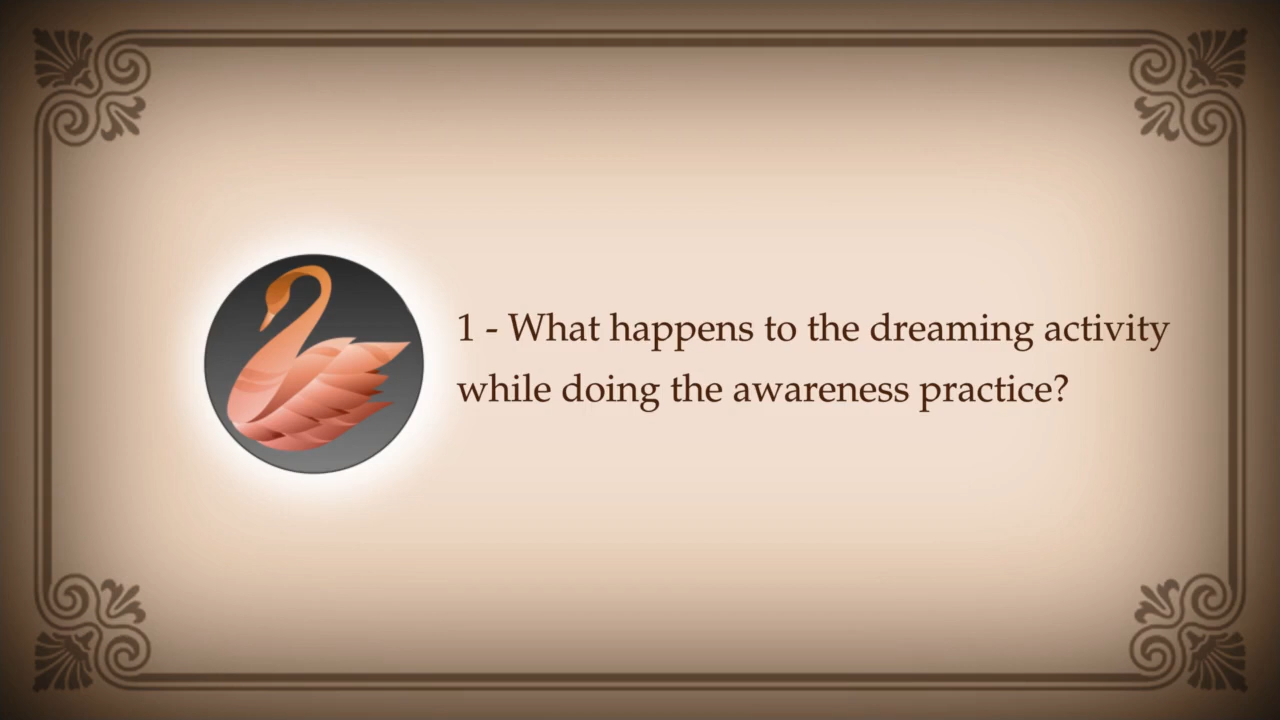 1 - What happens to the dreaming activity
while doing the awareness practice?